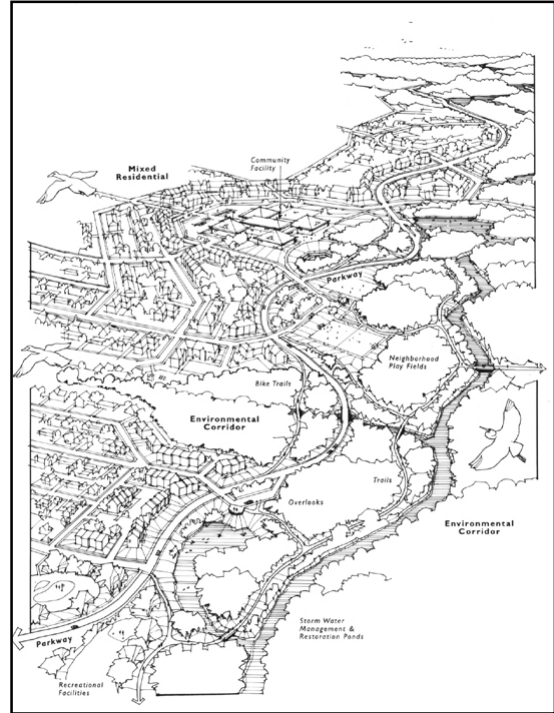 Community
Facility
Mixed
Residential
Parkway
Neighborhood
Play Fields
Bike Trails
Environmental
Corridor
Trails
Overlooks
Environmental
Corridor
Storm Water
Management &
Restoration Ponds
Parkway
Recreational
Facilities